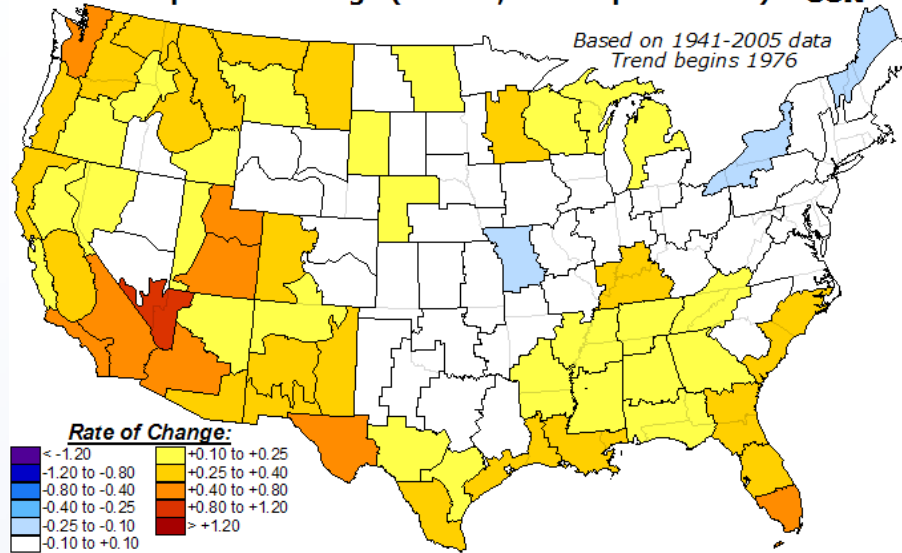 Based on 1941-2005 data
Trend begins 1976
Rate of Change:
< -1.20
-1.20 to -0.80
-0.80 to -0.40
-0.40 to -0.25
-0.25 to -0.10
-0.10 to +0.10
+0.10 to +0.25
+0.25 to +0.40
+0.40 to +0.80
+0.80 to +1.20
> +1.20